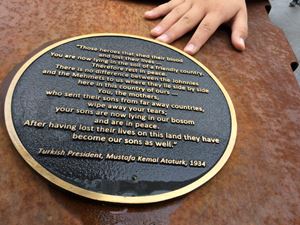 "Those heroes that shed their blood
and lost their lives
You are now lying in the soil of a friendly country.
Therefore rest in peace.
There is no difference between the Johnnies
and the Mehmets to us where they lie side by side
here in this country of ours ...
You, the mothers,
who sent their sons from far away countries,
wipe away your tears;
your sons are now lying in our bosom
and are in peace.
After having lost their lives on this land they have
become our sons as well."
Turkish President, Mustafa Kemal Ataturk, 1934